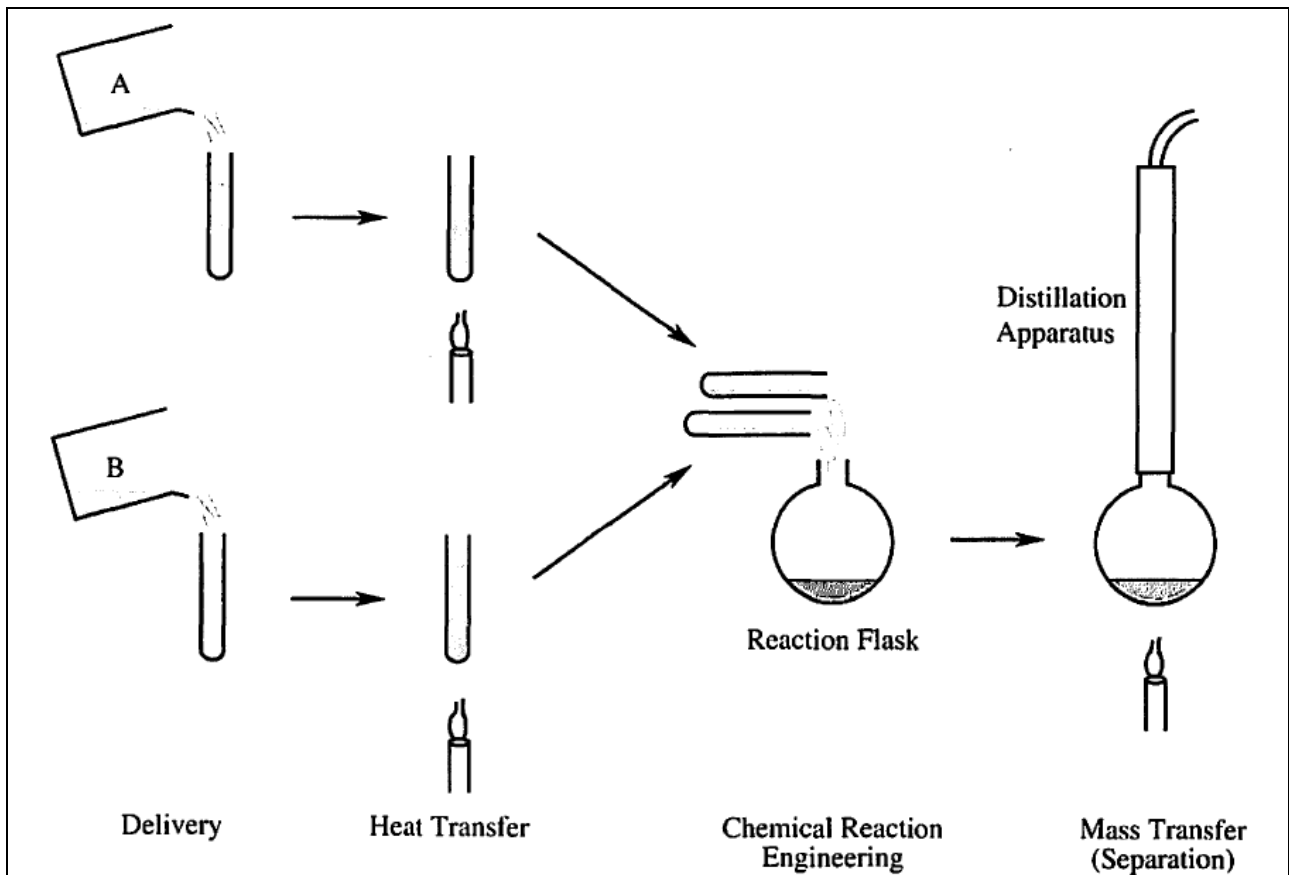 A
B
Distillation
Apparatus
Reaction Flask
Delivery
Heat Transfer
Chemical Reaction
Engineering
Mass Transfer
(Separation)